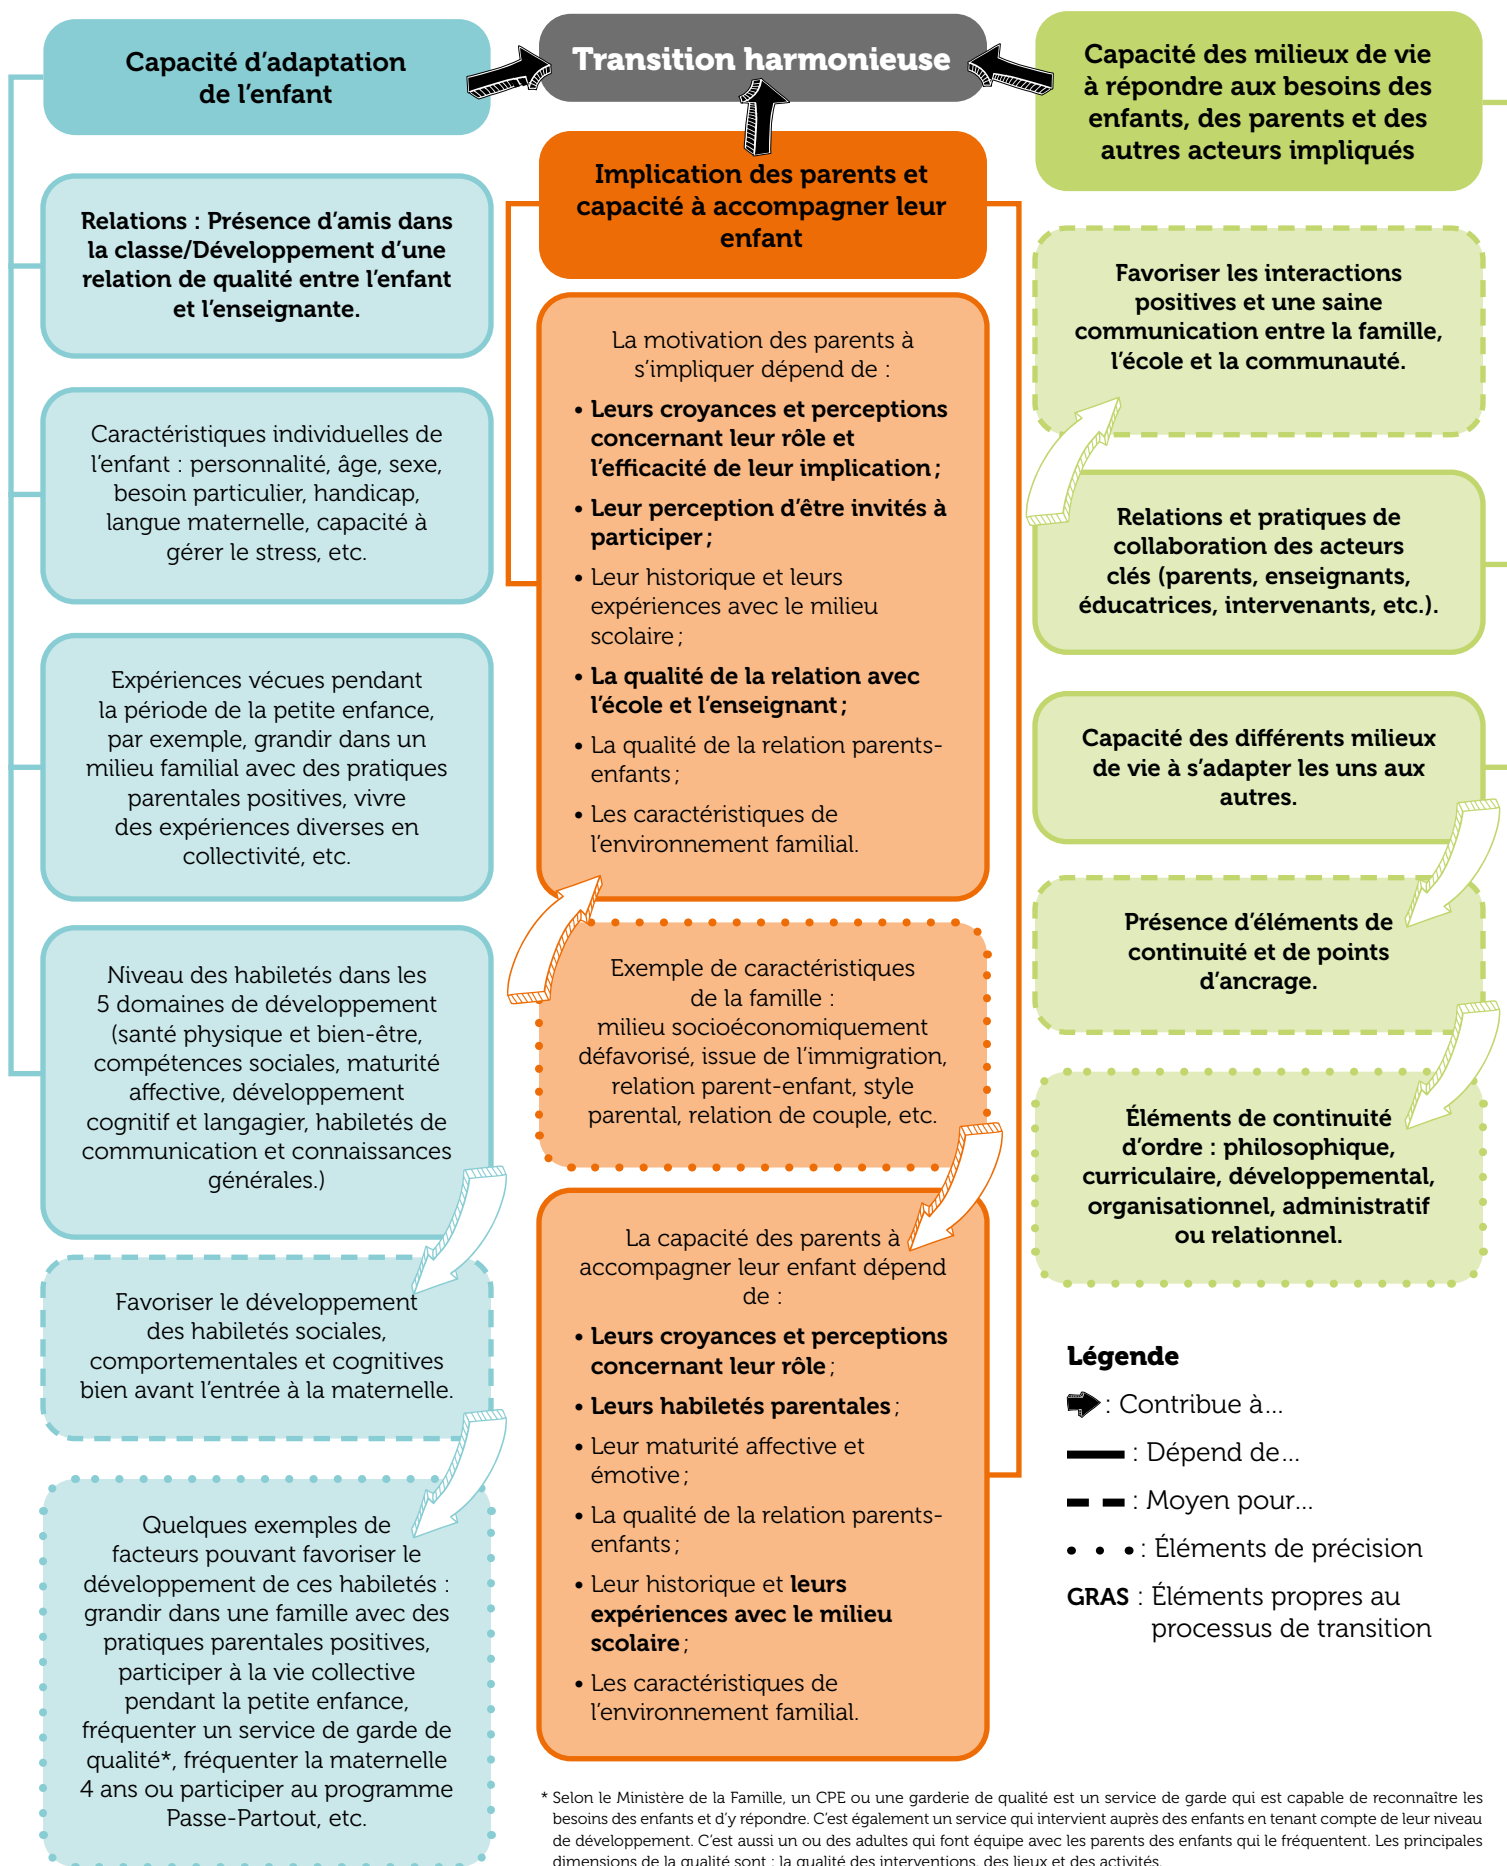 Capacité d’adaptation
de l’enfant
Relations : Présence d’amis dans
la classe/Développement d’une
relation de qualité entre l’enfant
et l’enseignante.
Caractéristiques individuelles de
l’enfant : personnalité, âge, sexe,
besoin particulier, handicap,
langue maternelle, capacité à
gérer le stress, etc.
Expériences vécues pendant
la période de la petite enfance,
par exemple, grandir dans un
milieu familial avec des pratiques
parentales positives, vivre
des expériences diverses en
collectivité, etc.
Niveau des habiletés dans les
5 domaines de développement
(santé physique et bien-être,
compétences sociales, maturité
affective, développement
cognitif et langagier, habiletés de
communication et connaissances
générales.)
Favoriser le développement
des habiletés sociales,
comportementales et cognitives
bien avant l’entrée à la maternelle.
Quelques exemples de
facteurs pouvant favoriser le
développement de ces habiletés :
grandir dans une famille avec des
pratiques parentales positives,
participer à la vie collective
pendant la petite enfance,
fréquenter un service de garde de
qualité*, fréquenter la maternelle
4 ans ou participer au programme
Passe-Partout, etc.
Transition harmonieuse
Implication des parents et
capacité à accompagner leur
enfant
La motivation des parents à
s’impliquer dépend de :
• Leurs croyances et perceptions
concernant leur rôle et
l’efficacité de leur implication ;
• Leur perception d’être invités à
participer ;
• Leur historique et leurs
expériences avec le milieu
scolaire ;
• La qualité de la relation avec
l’école et l’enseignant ;
• La qualité de la relation parents-
enfants ;
• Les caractéristiques de
l’environnement familial.
Exemple de caractéristiques
de la famille :
milieu socioéconomiquement
défavorisé, issue de l’immigration,
relation parent-enfant, style
parental, relation de couple, etc.
La capacité des parents à
accompagner leur enfant dépend
de :
• Leurs croyances et perceptions
concernant leur rôle ;
• Leurs habiletés parentales ;
• Leur maturité affective et
émotive ;
• La qualité de la relation parents-
enfants ;
• Leur historique et leurs
expériences avec le milieu
scolaire ;
• Les caractéristiques de
l’environnement familial.
Capacité des milieux de vie
à répondre aux besoins des
enfants, des parents et des
autres acteurs impliqués
Favoriser les interactions
positives et une saine
communication entre la famille,
l’école et la communauté.
Relations et pratiques de
collaboration des acteurs
clés (parents, enseignants,
éducatrices, intervenants, etc.).
Capacité des différents milieux
de vie à s’adapter les uns aux
autres.
Présence d’éléments de
continuité et de points
d’ancrage.
Éléments de continuité
d’ordre : philosophique,
curriculaire, développemental,
organisationnel, administratif
ou relationnel.
Légende
: Contribue à...
: Dépend de...
: Moyen pour...
: Éléments de précision
GRAS : Éléments propres au
processus de transition
* Selon le Ministère de la Famille, un CPE ou une garderie de qualité est un service de garde qui est capable de reconnaître les
besoins des enfants et d’y répondre. C’est également un service qui intervient auprès des enfants en tenant compte de leur niveau
de développement. C’est aussi un ou des adultes qui font équipe avec les parents des enfants qui le fréquentent. Les principales
dimensions de la qualité sont : la qualité des interventions, des lieux et des activités.